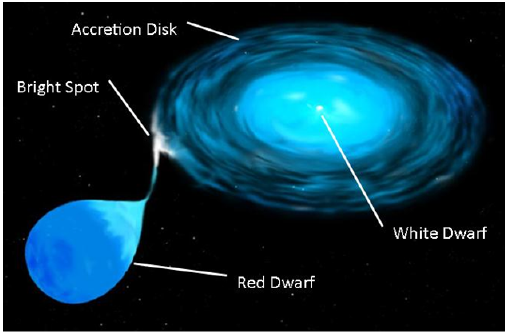 Accretion Disk
Bright Spot
White Dwarf
Red Dwarf